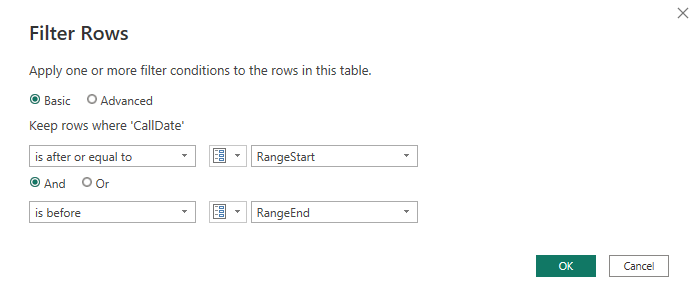 Filter Rows
Apply one or more filter conditions to the rows in this table.
Basic Advanced
Keep rows where 'CallDate'
is after or equal to RangeStart
And Or
is before RangeEnd
OK Cancel